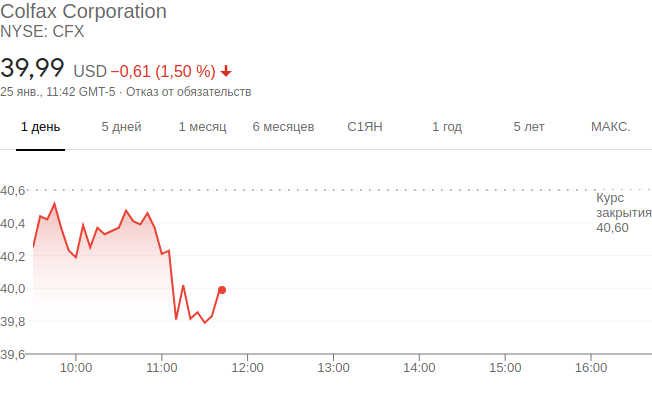 Colfax Corporation
NYSE: CFX
39,99 USD −0,61 (1,50 %)
25 янв., 11:42 GMT-5 · Отказ от обязательств
1 день 5 дней 1 месяц 6 месяцев С1ЯН 1 год 5 лет МАКС.
40,6
Курс
закрытия
40,60
40,4
40,2
40,0
39,8
39,6
10:00 11:00 12:00 13:00 14:00 15:00 16:00